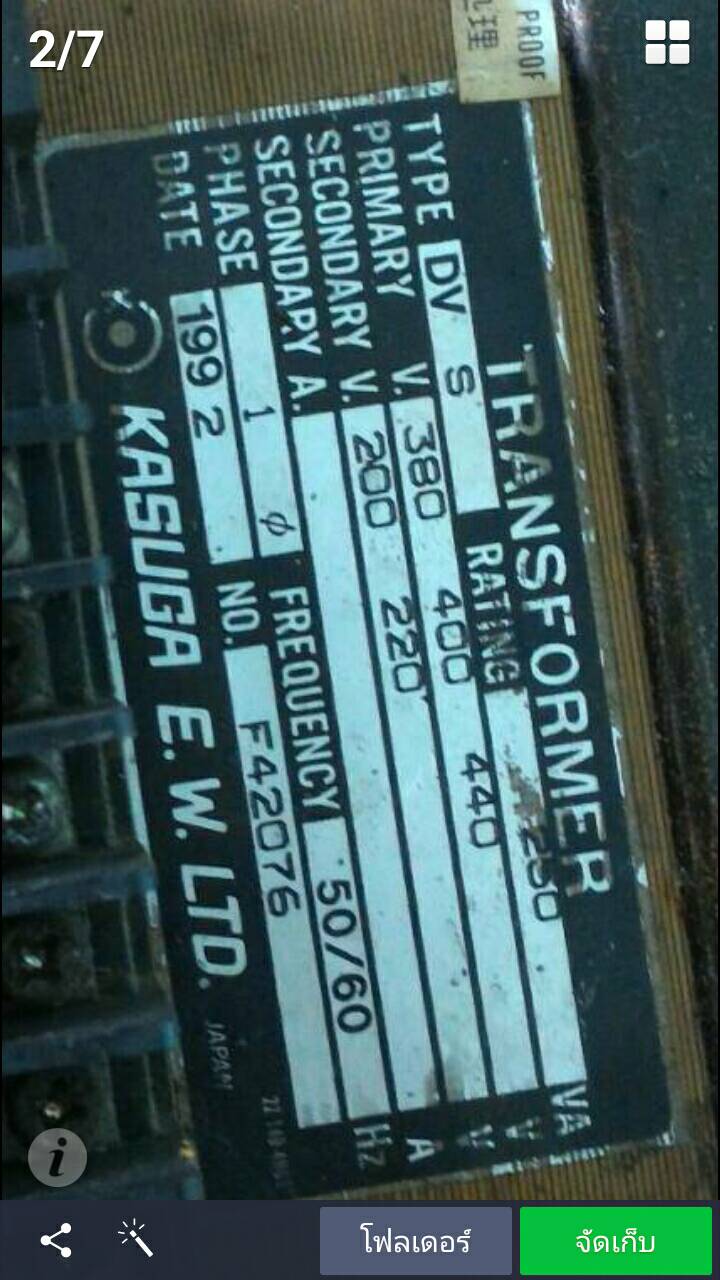 2/7
PROOF
理
TRANSFORMER
TYPE DV S RATING VA
PRIMARY V. 380 400 440 V
SECONDARY V. 200 220 V
SECONDARY A. A
PHASE 1 φ FREQUENCY 50/60 Hz
DATE 199 2 NO. F42076
KASUGA E. W. LTD. JAPAN
i
โฟลเดอร์
จัดเก็บ